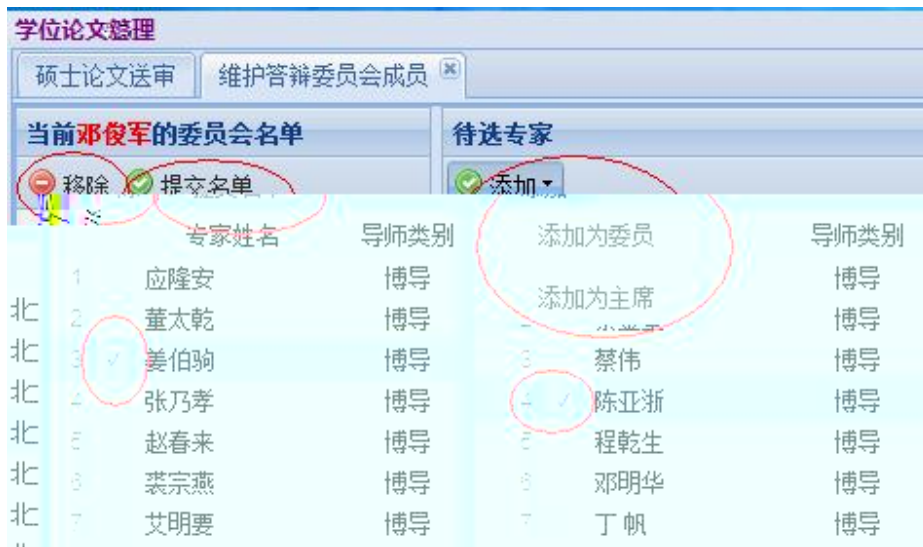 学位论文管理
硕士论文送审 维护答辩委员会成员
当前邓俊军的委员会名单 待选专家
移除 提交名单 添加
专家姓名 导师类别 添加为委员 导师类别
1 应隆安 博导 博导
添加为主席
北 2 董太乾 博导 博导
北 3 姜伯驹 博导 3 蔡伟 博导
北 4 张乃孝 博导 4 陈亚浙 博导
北 5 赵春来 博导 5 程乾生 博导
北 6 裘宗燕 博导 6 邓明华 博导
北 7 艾明要 博导 7 丁帆 博导